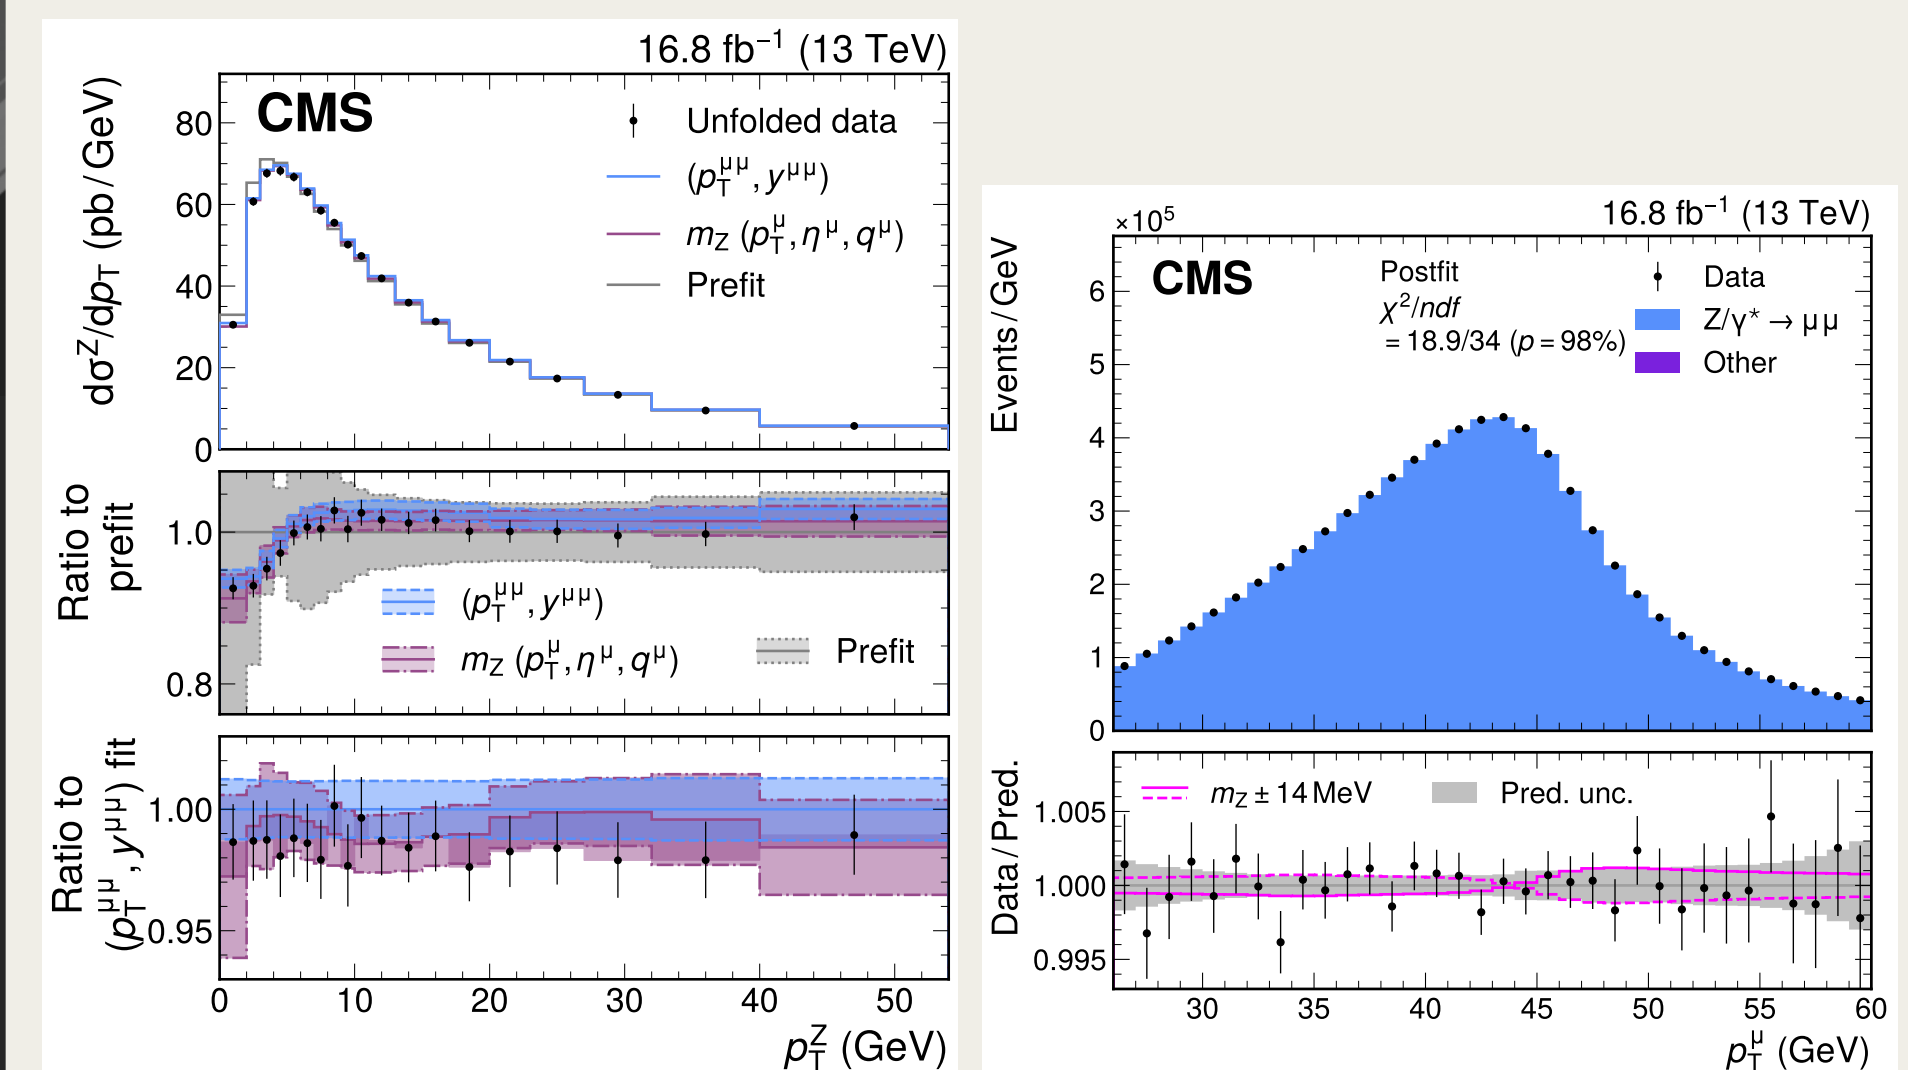 16.8 fb⁻¹ (13 TeV)
CMS
Unfolded data
(p_T^μμ, y^μμ)
m_Z (p_T^μ, η^μ, q^μ)
Prefit
dσ^Z/dp_T (pb/GeV)
80
60
40
20
0
Ratio to
prefit
1.0
0.8
(p_T^μμ, y^μμ)
m_Z (p_T^μ, η^μ, q^μ)
Prefit
Ratio to
(p_T^μμ, y^μμ) fit
1.00
0.95
0 10 20 30 40 50
p_T^Z (GeV)
×10⁵
16.8 fb⁻¹ (13 TeV)
CMS
Postfit
χ²/ndf
= 18.9/34 (p = 98%)
Data
Z/γ* → μμ
Other
Events/GeV
6
5
4
3
2
1
0
Data/Pred.
m_Z ± 14 MeV
Pred. unc.
1.005
1.000
0.995
30 35 40 45 50 55 60
p_T^μ (GeV)